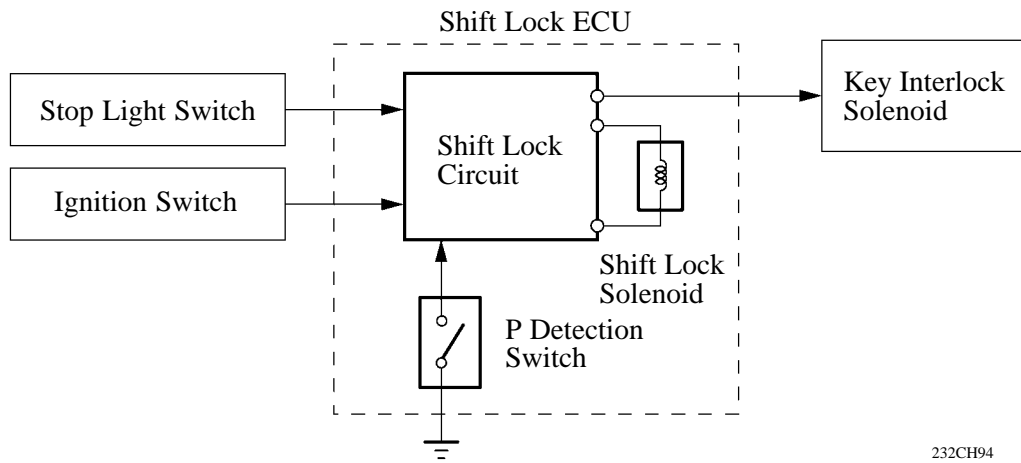 Shift Lock ECU
Stop Light Switch
Ignition Switch
Shift Lock
Circuit
Key Interlock
Solenoid
Shift Lock
Solenoid
P Detection
Switch
232CH94